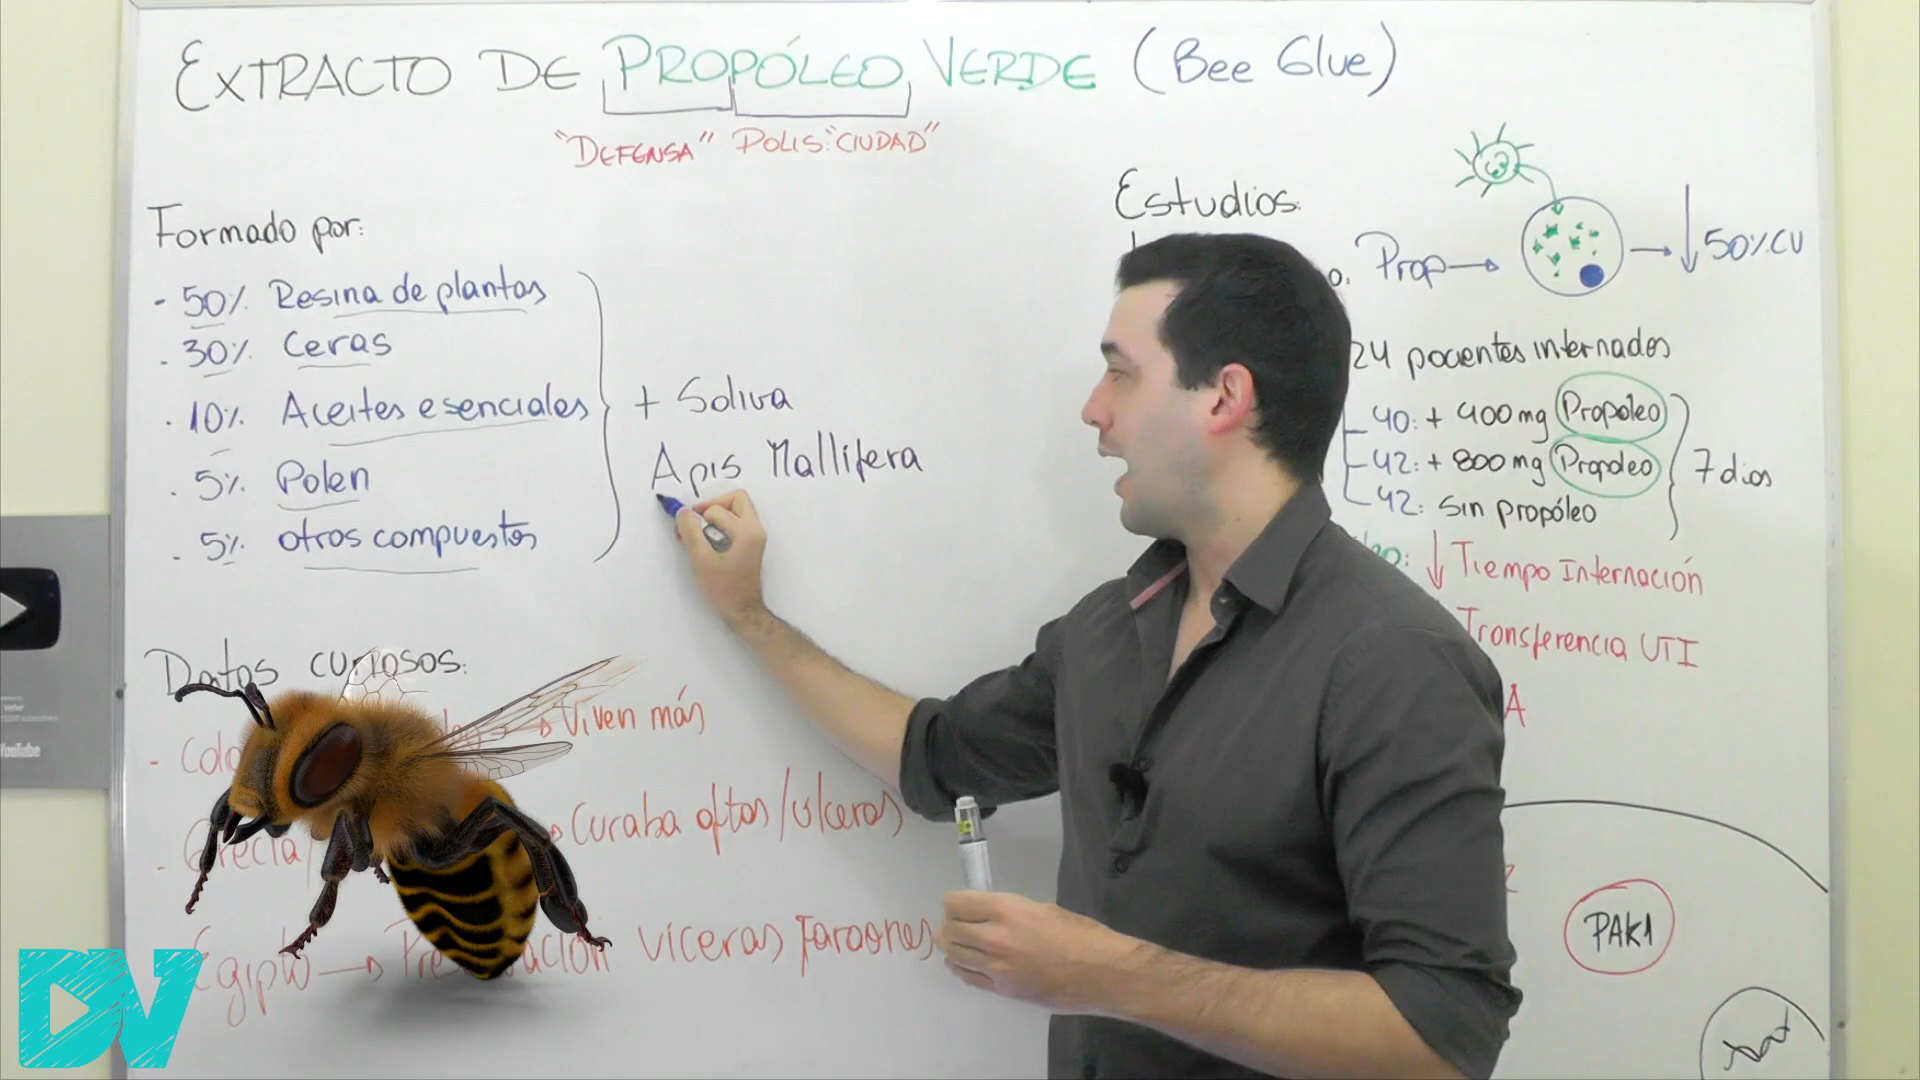 EXTRACTO DE PROPÓLEO VERDE (Bee Glue)
"DEFENSA" POLIS: "CIUDAD"
Formado por:
- 50% Resina de plantas
. 30% Ceras
. 10% Aceites esenciales
. 5% Polen
. 5% otros compuestos
+ Saliva
Apis Mallifera
Datos curiosos:
Viven más
Curaba aftas/úlceras
Egipto → víceras Faraones
Estudios:
Prop → → ↓ 50% CV
24 pacientes internados
40: + 400 mg Propoleo
42: + 800 mg Propoleo
42: Sin propóleo
7 días
↓ Tiempo Internación
Transferencia UTI
A
PAK1
YouTube
DV